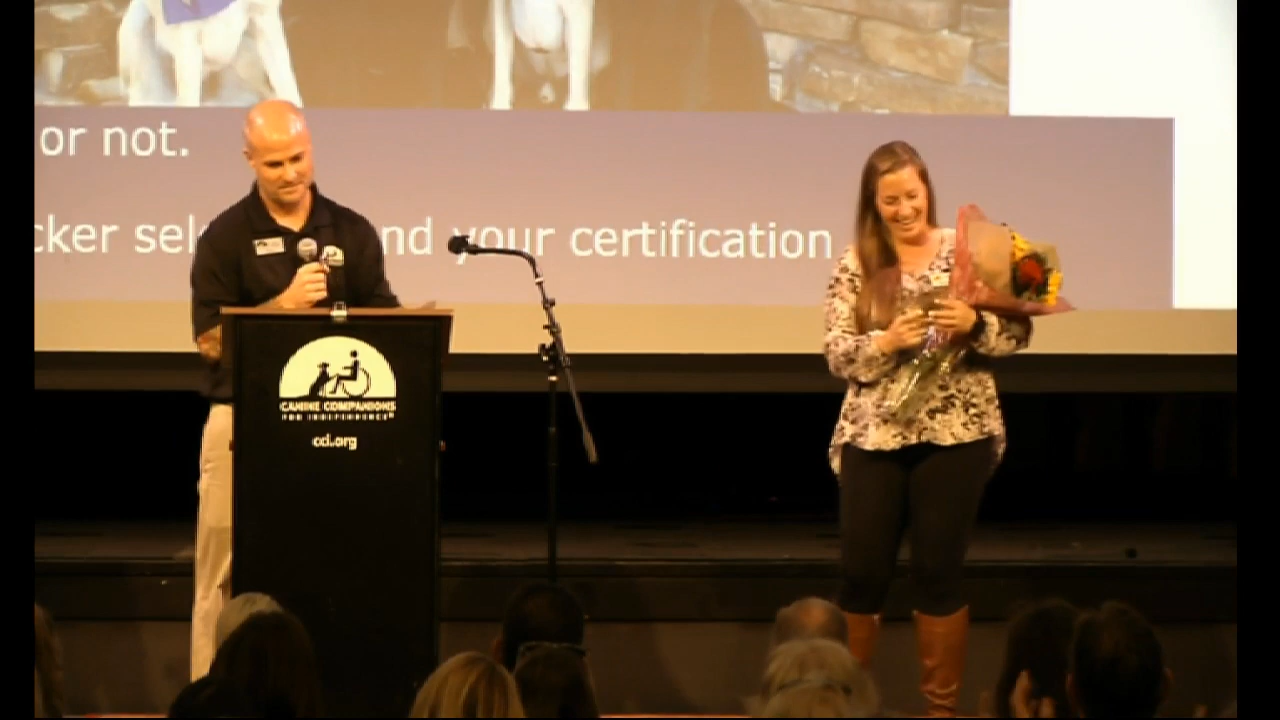 or not.
cker sel nd your certification
CANINE COMPANIONS
FOR INDEPENDENCE®
cci.org